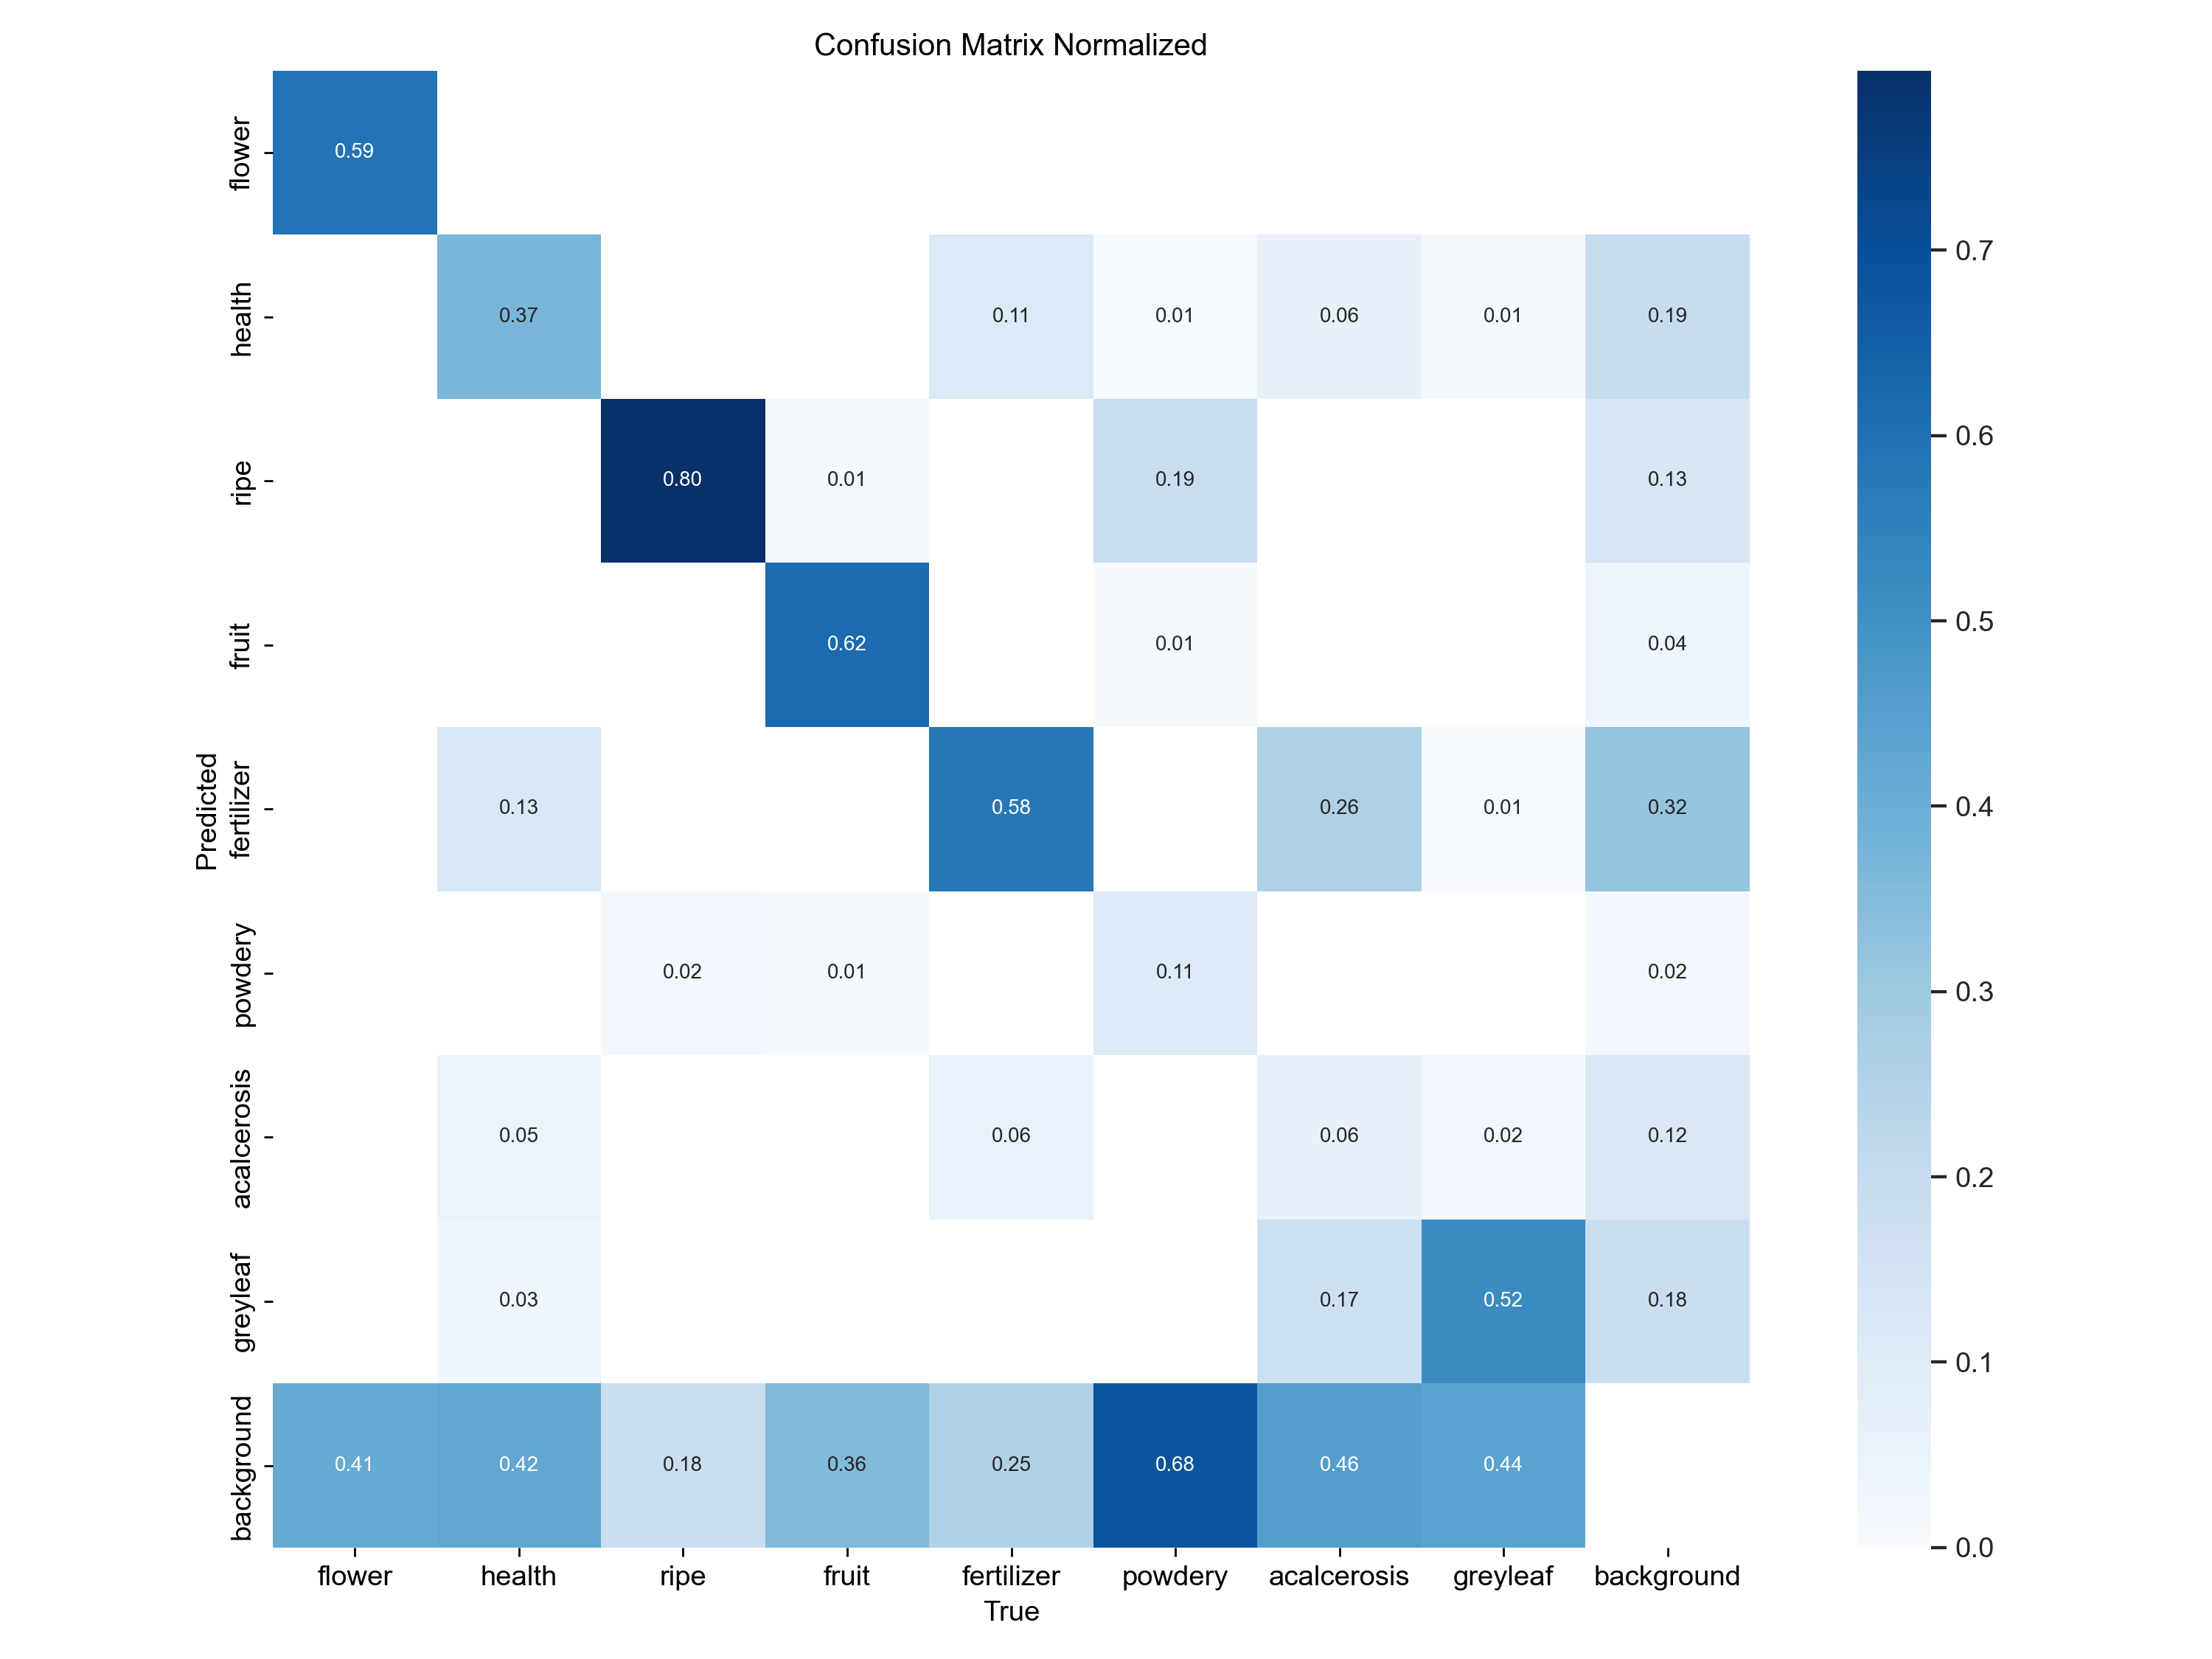 Confusion Matrix Normalized
Predicted
flower 0.59
health 0.37 0.11 0.01 0.06 0.01 0.19
ripe 0.80 0.01 0.19 0.13
fruit 0.62 0.01 0.04
fertilizer 0.13 0.58 0.26 0.01 0.32
powdery 0.02 0.01 0.11 0.02
acalcerosis 0.05 0.06 0.06 0.02 0.12
greyleaf 0.03 0.17 0.52 0.18
background 0.41 0.42 0.18 0.36 0.25 0.68 0.46 0.44
flower health ripe fruit fertilizer powdery acalcerosis greyleaf background
True
0.7
0.6
0.5
0.4
0.3
0.2
0.1
0.0